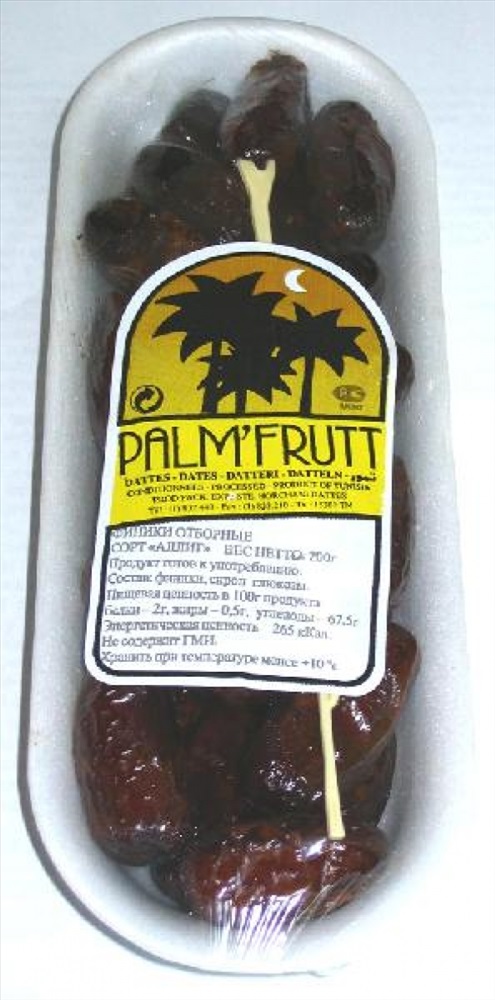 PALM'FRUTT
DATTES - DATES - DATTERI - DATTELN -
CONDITIONNEES - PROCESSED - PRODUCT OF TUNISIA
ФИНИКИ ОТБОРНЫЕ
СОРТ «АЛЛИГ» ВЕС НЕТТО: 200г
Продукт готов к употреблению.
Состав: финики, сироп глюкозы.
Пищевая ценность в 100г продукта
белки – 2г, жиры – 0,5г, углеводы – 67,5г
Энергетическая ценность 265 кКал.
Не содержит ГМИ.
Хранить при температуре менее +10 °с